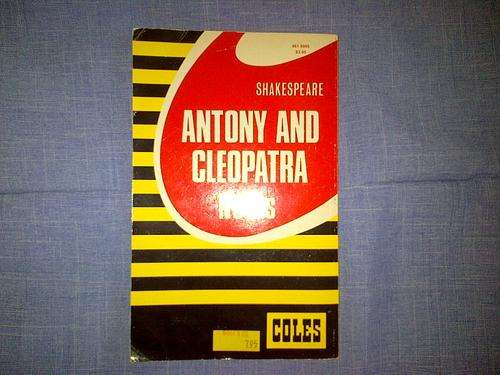 SHAKESPEARE
ANTONY AND
CLEOPATRA
NOTES
COLES